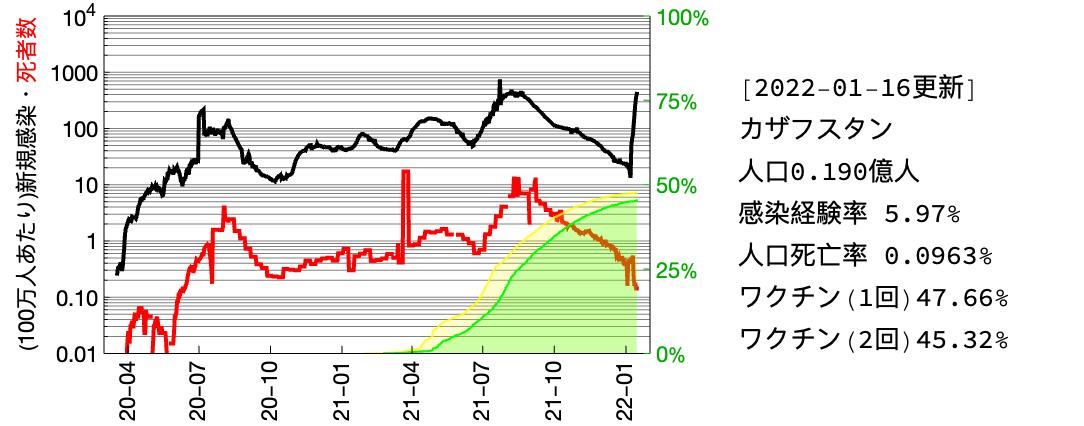 (100万人あたり)新規感染・死者数
10^4
1000
100
10
1
0.10
0.01
100%
75%
50%
25%
0%
20-04
20-07
20-10
21-01
21-04
21-07
21-10
22-01
[2022-01-16更新]
カザフスタン
人口0.190億人
感染経験率 5.97%
人口死亡率 0.0963%
ワクチン(1回)47.66%
ワクチン(2回)45.32%